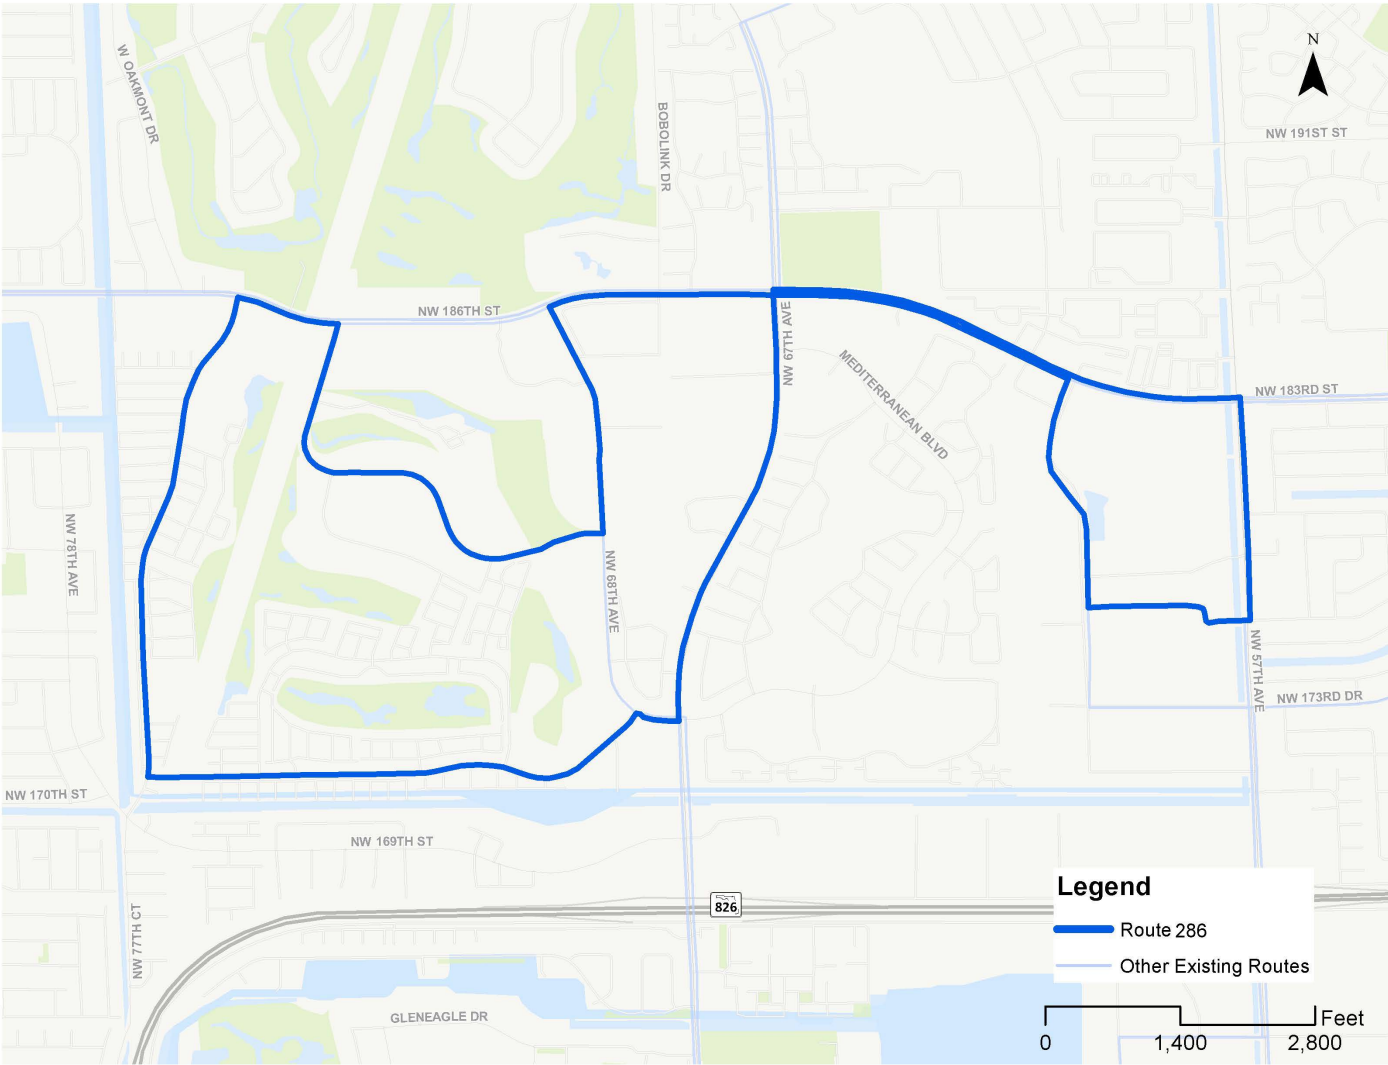 N
W OAKMONT DR
BOBOLINK DR
NW 191ST ST
NW 186TH ST
NW 67TH AVE
MEDITERRANEAN BLVD
NW 183RD ST
NW 78TH AVE
NW 68TH AVE
NW 57TH AVE
NW 173RD DR
NW 170TH ST
NW 169TH ST
826
NW 77TH CT
GLENEAGLE DR
Legend
Route 286
Other Existing Routes
Feet
0 1,400 2,800